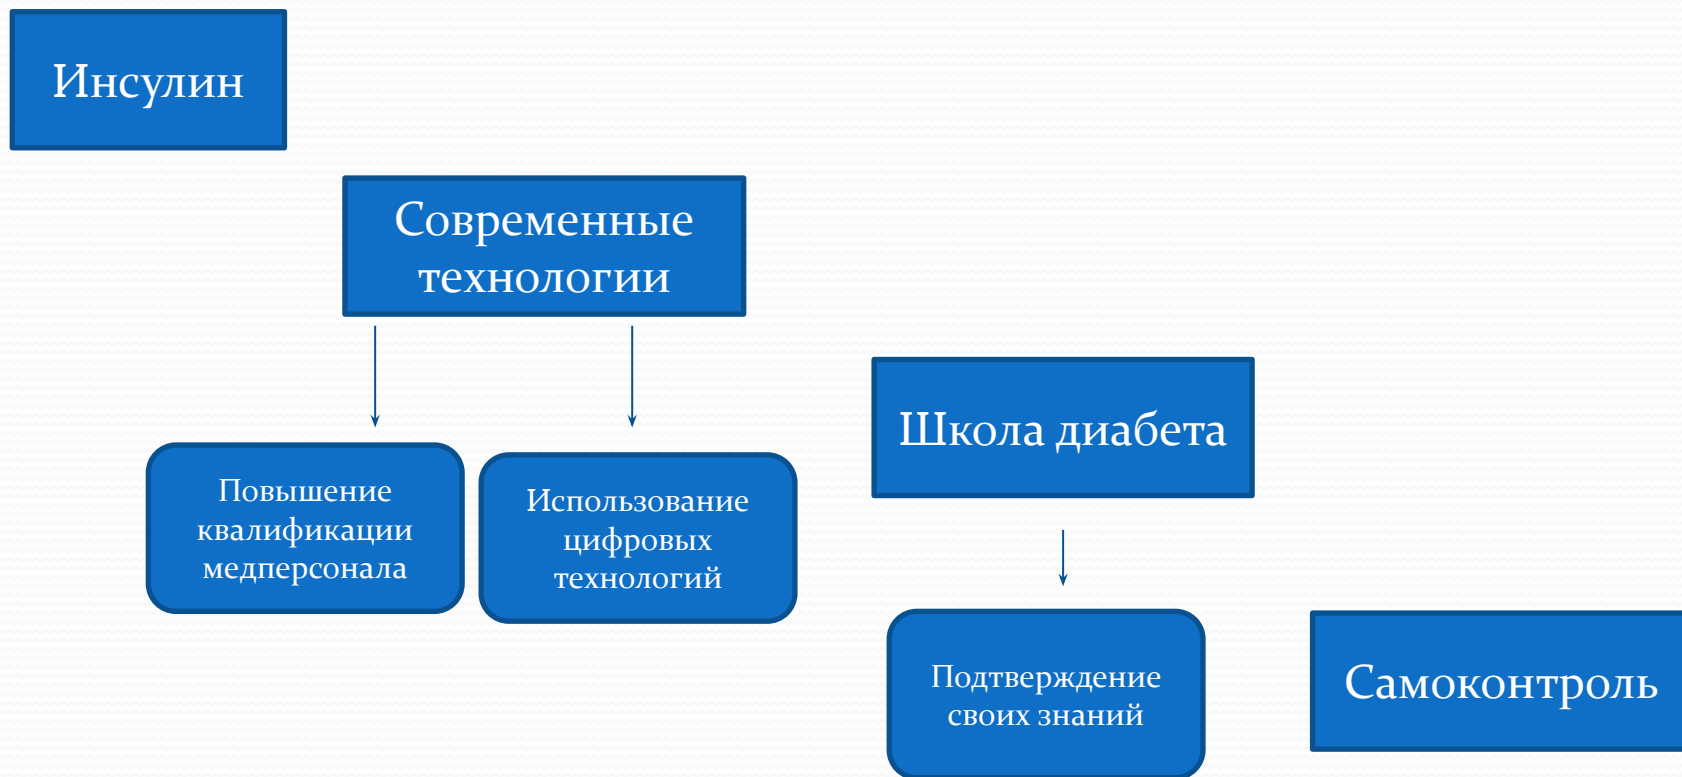 Инсулин
Современные
технологии
Школа диабета
Повышение
квалификации
медперсонала
Использование
цифровых
технологий
Подтверждение
своих знаний
Самоконтроль